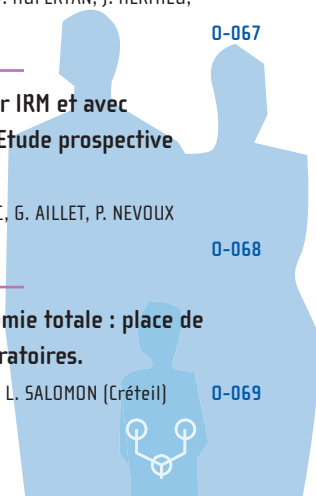 O-067
r IRM et avec
Etude prospective
G. AILLET, P. NEVOUX
O-068
mie totale : place de
ratoires.
L. SALOMON (Créteil) O-069